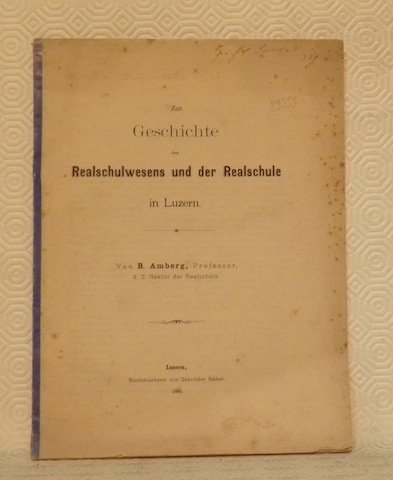 Zur
Geschichte
des
Realschulwesens und der Realschule
in Luzern.
Von B. Amberg, Professor,
d. Z. Rektor der Realschule.
Luzern,
Buchdruckerei von Gebrüder Räber